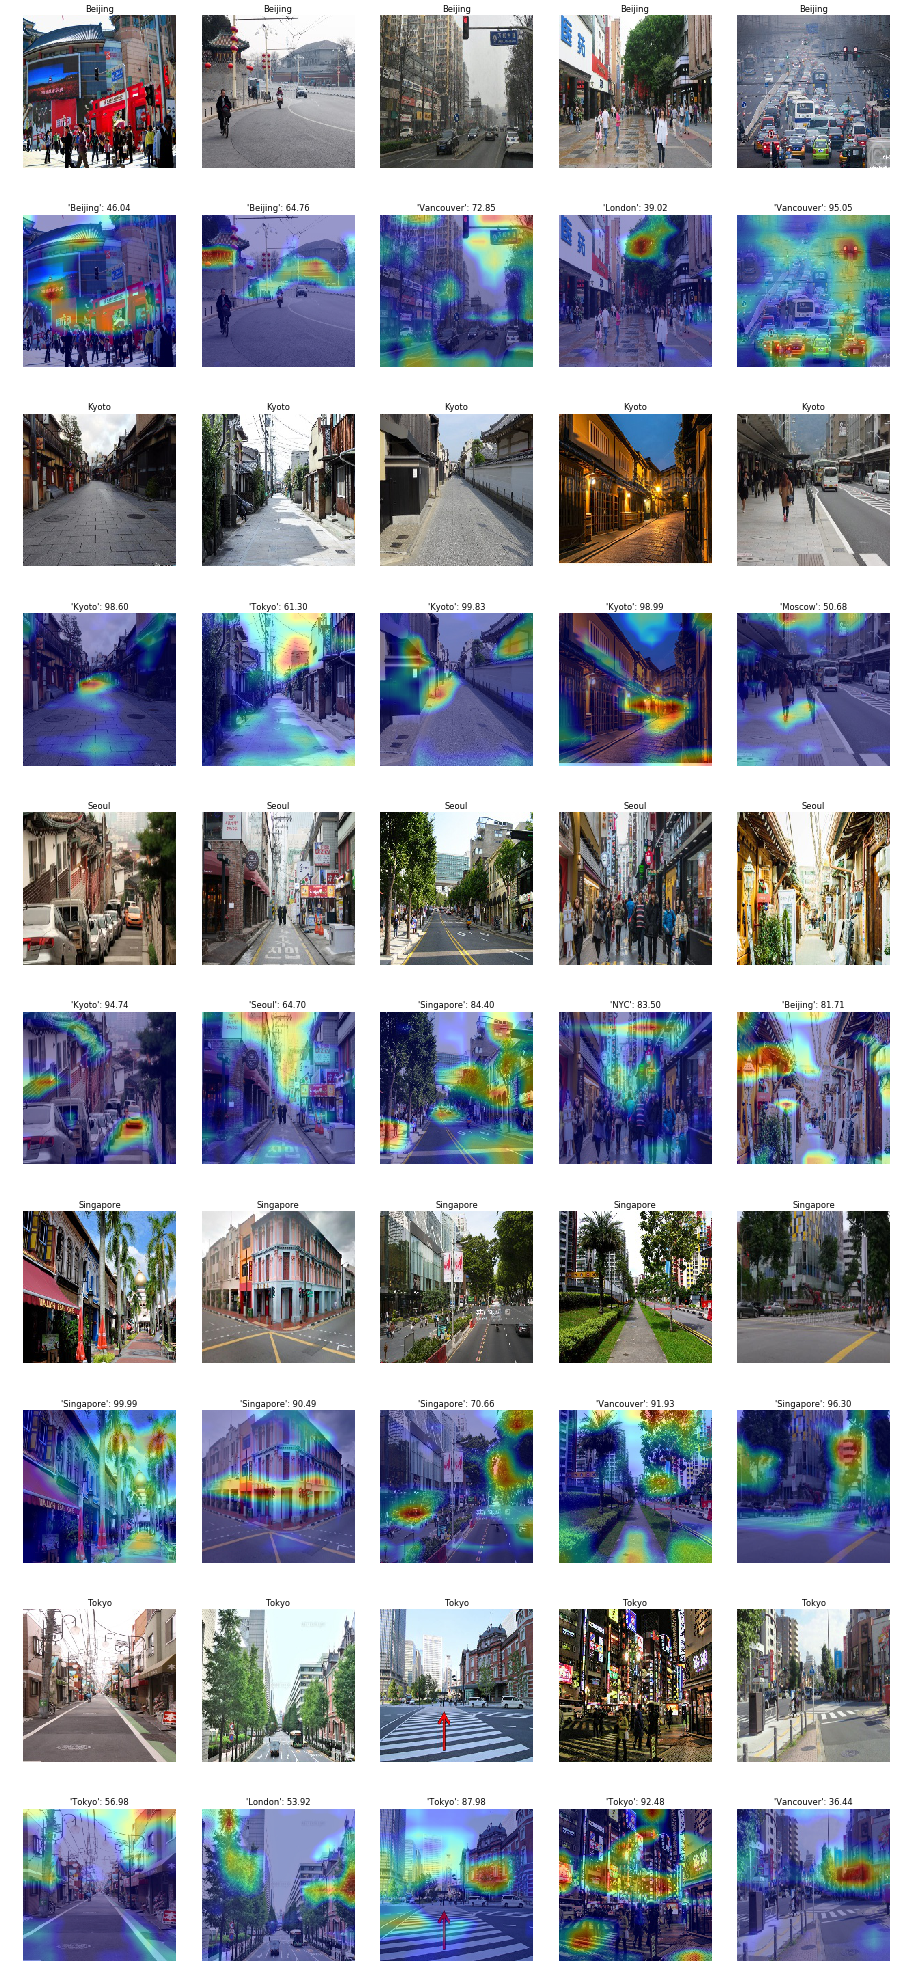 Beijing
Beijing
Beijing
Beijing
Beijing
'Beijing': 46.04
'Beijing': 64.76
'Vancouver': 72.85
'London': 39.02
'Vancouver': 95.05
Kyoto
Kyoto
Kyoto
Kyoto
Kyoto
'Kyoto': 98.60
'Tokyo': 61.30
'Kyoto': 99.83
'Kyoto': 98.99
'Moscow': 50.68
Seoul
Seoul
Seoul
Seoul
Seoul
'Kyoto': 94.74
'Seoul': 64.70
'Singapore': 84.40
'NYC': 83.50
'Beijing': 81.71
Singapore
Singapore
Singapore
Singapore
Singapore
'Singapore': 99.99
'Singapore': 90.49
'Singapore': 70.66
'Vancouver': 91.93
'Singapore': 96.30
Tokyo
Tokyo
Tokyo
Tokyo
Tokyo
'Tokyo': 56.98
'London': 53.92
'Tokyo': 87.98
'Tokyo': 92.48
'Vancouver': 36.44